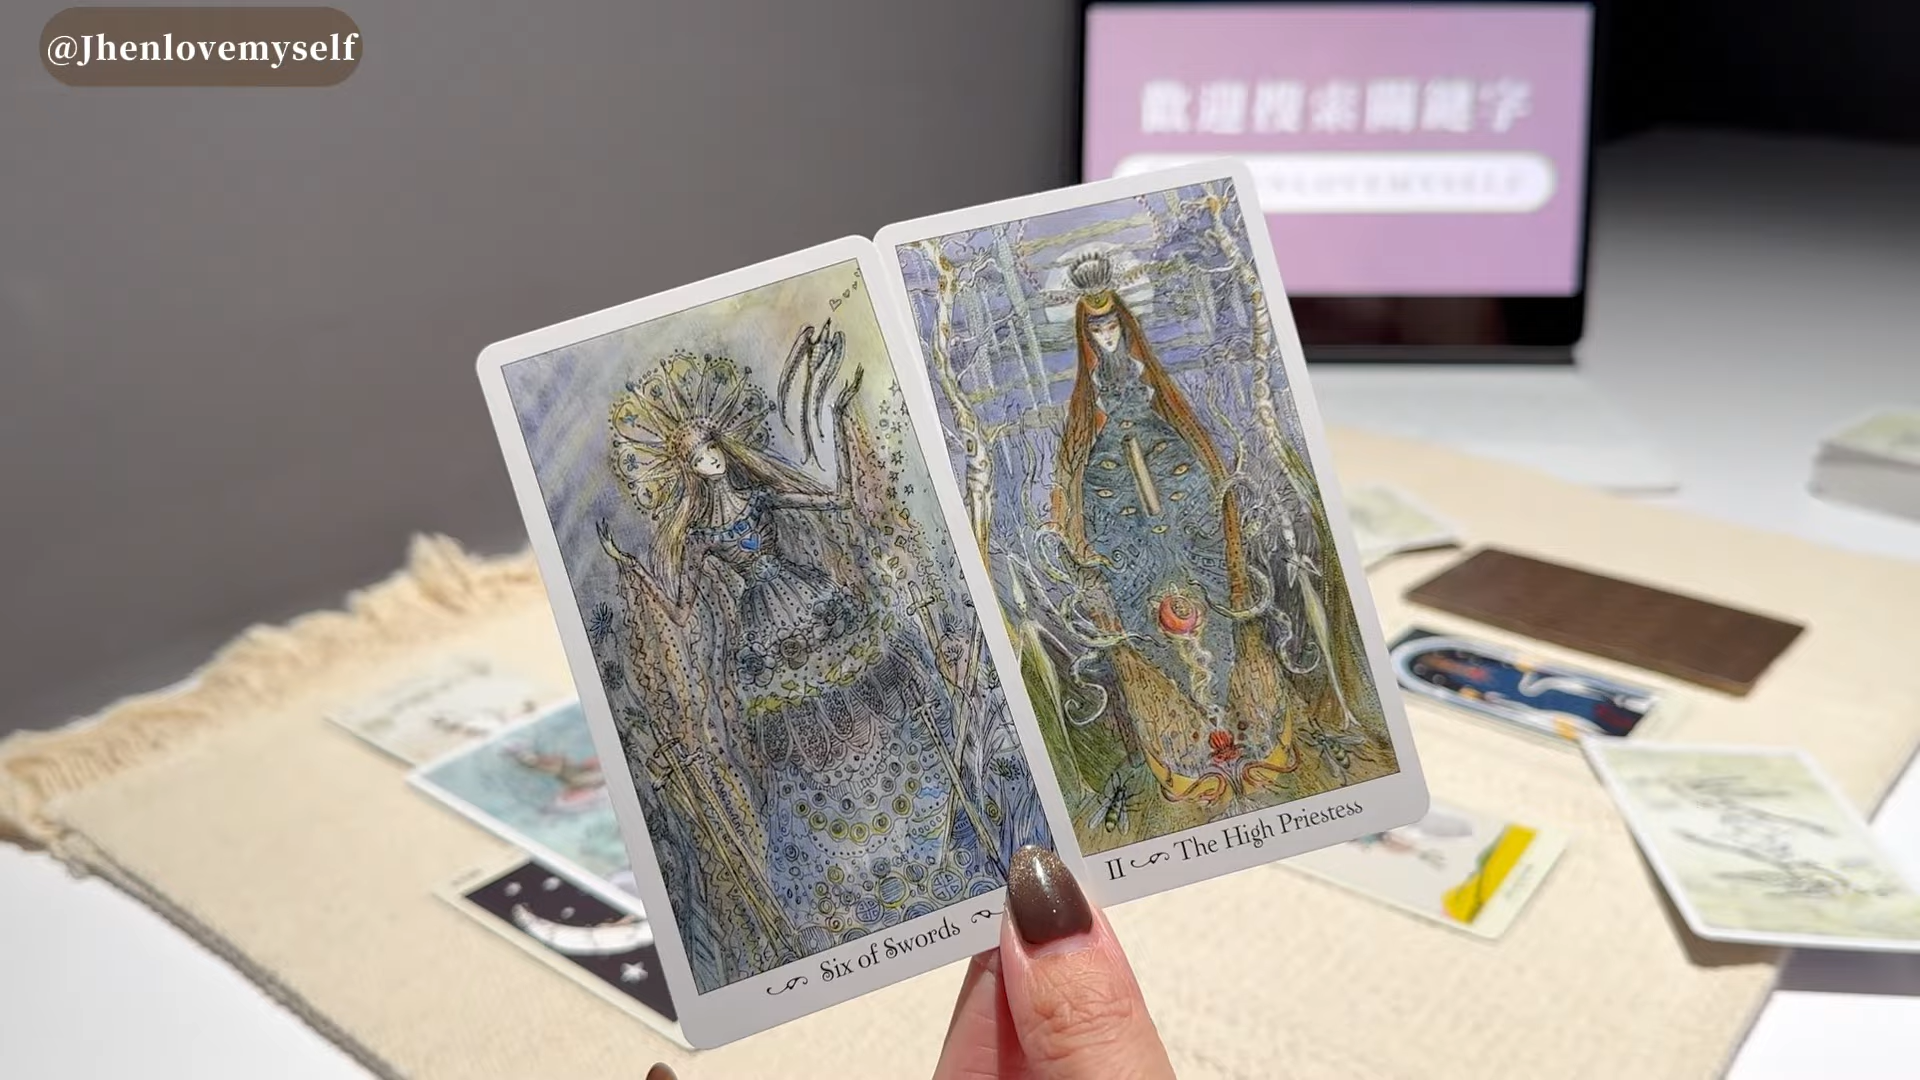 @Jhenlovemyself
歡迎搜索關鍵字
Six of Swords
II The High Priestess